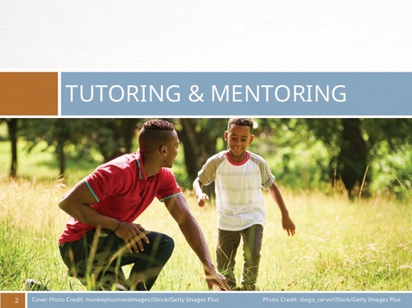 TUTORING & MENTORING
2
Cover Photo Credit: monkeybusinessimages/iStock/Getty Images Plus
Photo Credit: diego_cervo/iStock/Getty Images Plus